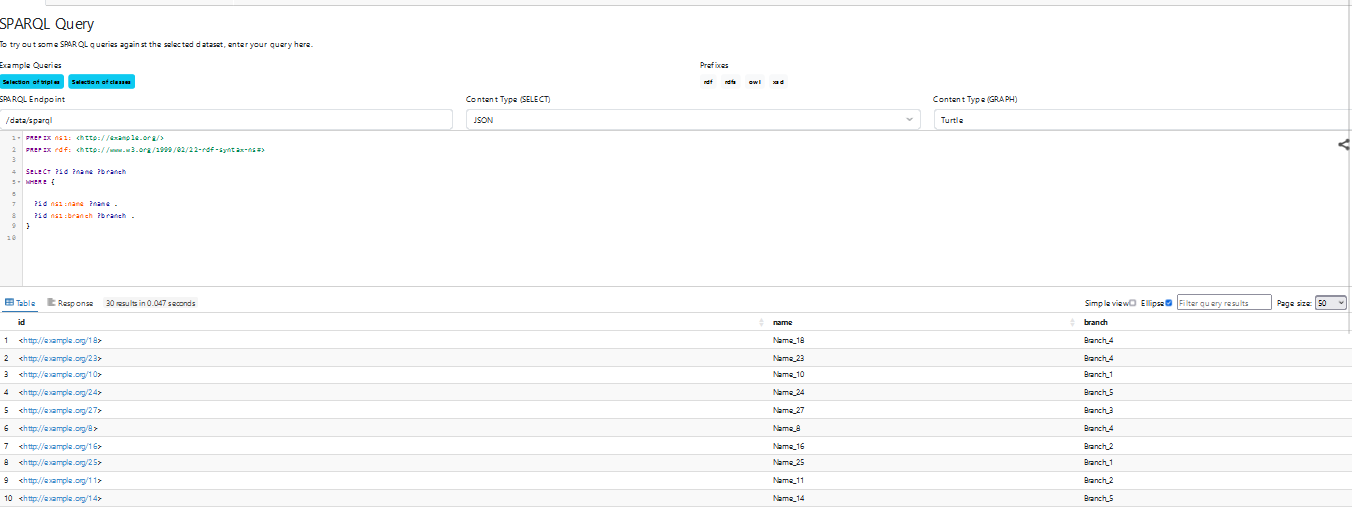 SPARQL Query
To try out some SPARQL queries against the selected dataset, enter your query here.
Example Queries Prefixes
Selection of triples Selection of classes rdf rdfs owl xsd
SPARQL Endpoint Content Type (SELECT) Content Type (GRAPH)
/data/sparql JSON Turtle
1 PREFIX ns1: <http://example.org/>
2 PREFIX rdf: <http://www.w3.org/1999/02/22-rdf-syntax-ns#>
3
4 SELECT ?id ?name ?branch
5 WHERE {
6
7 ?id ns1:name ?name .
8 ?id ns1:branch ?branch .
9 }
10
Table Response 30 results in 0.047 seconds Simple view Ellipse Filter query results Page size: 50
id name branch
1 <http://example.org/18> Name_18 Branch_4
2 <http://example.org/23> Name_23 Branch_4
3 <http://example.org/10> Name_10 Branch_1
4 <http://example.org/24> Name_24 Branch_5
5 <http://example.org/27> Name_27 Branch_3
6 <http://example.org/8> Name_8 Branch_4
7 <http://example.org/16> Name_16 Branch_2
8 <http://example.org/25> Name_25 Branch_1
9 <http://example.org/11> Name_11 Branch_2
10 <http://example.org/14> Name_14 Branch_5